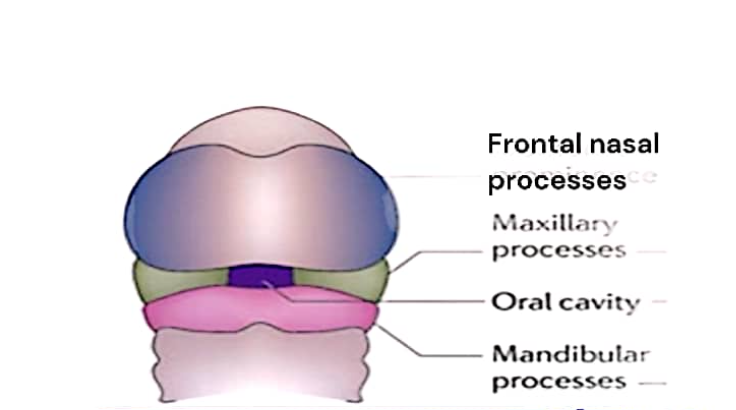 Frontal nasal
processes
Maxillary
processes
Oral cavity
Mandibular
processes